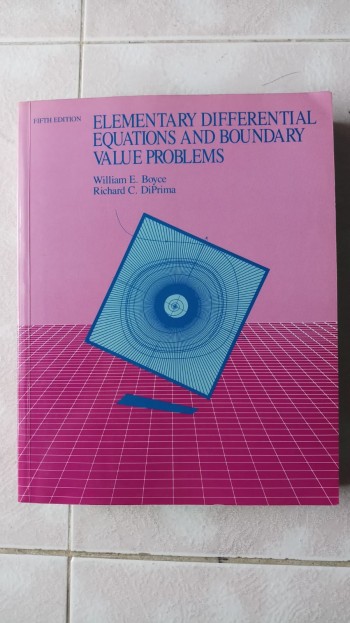 FIFTH EDITION
ELEMENTARY DIFFERENTIAL
EQUATIONS AND BOUNDARY
VALUE PROBLEMS
William E. Boyce
Richard C. DiPrima